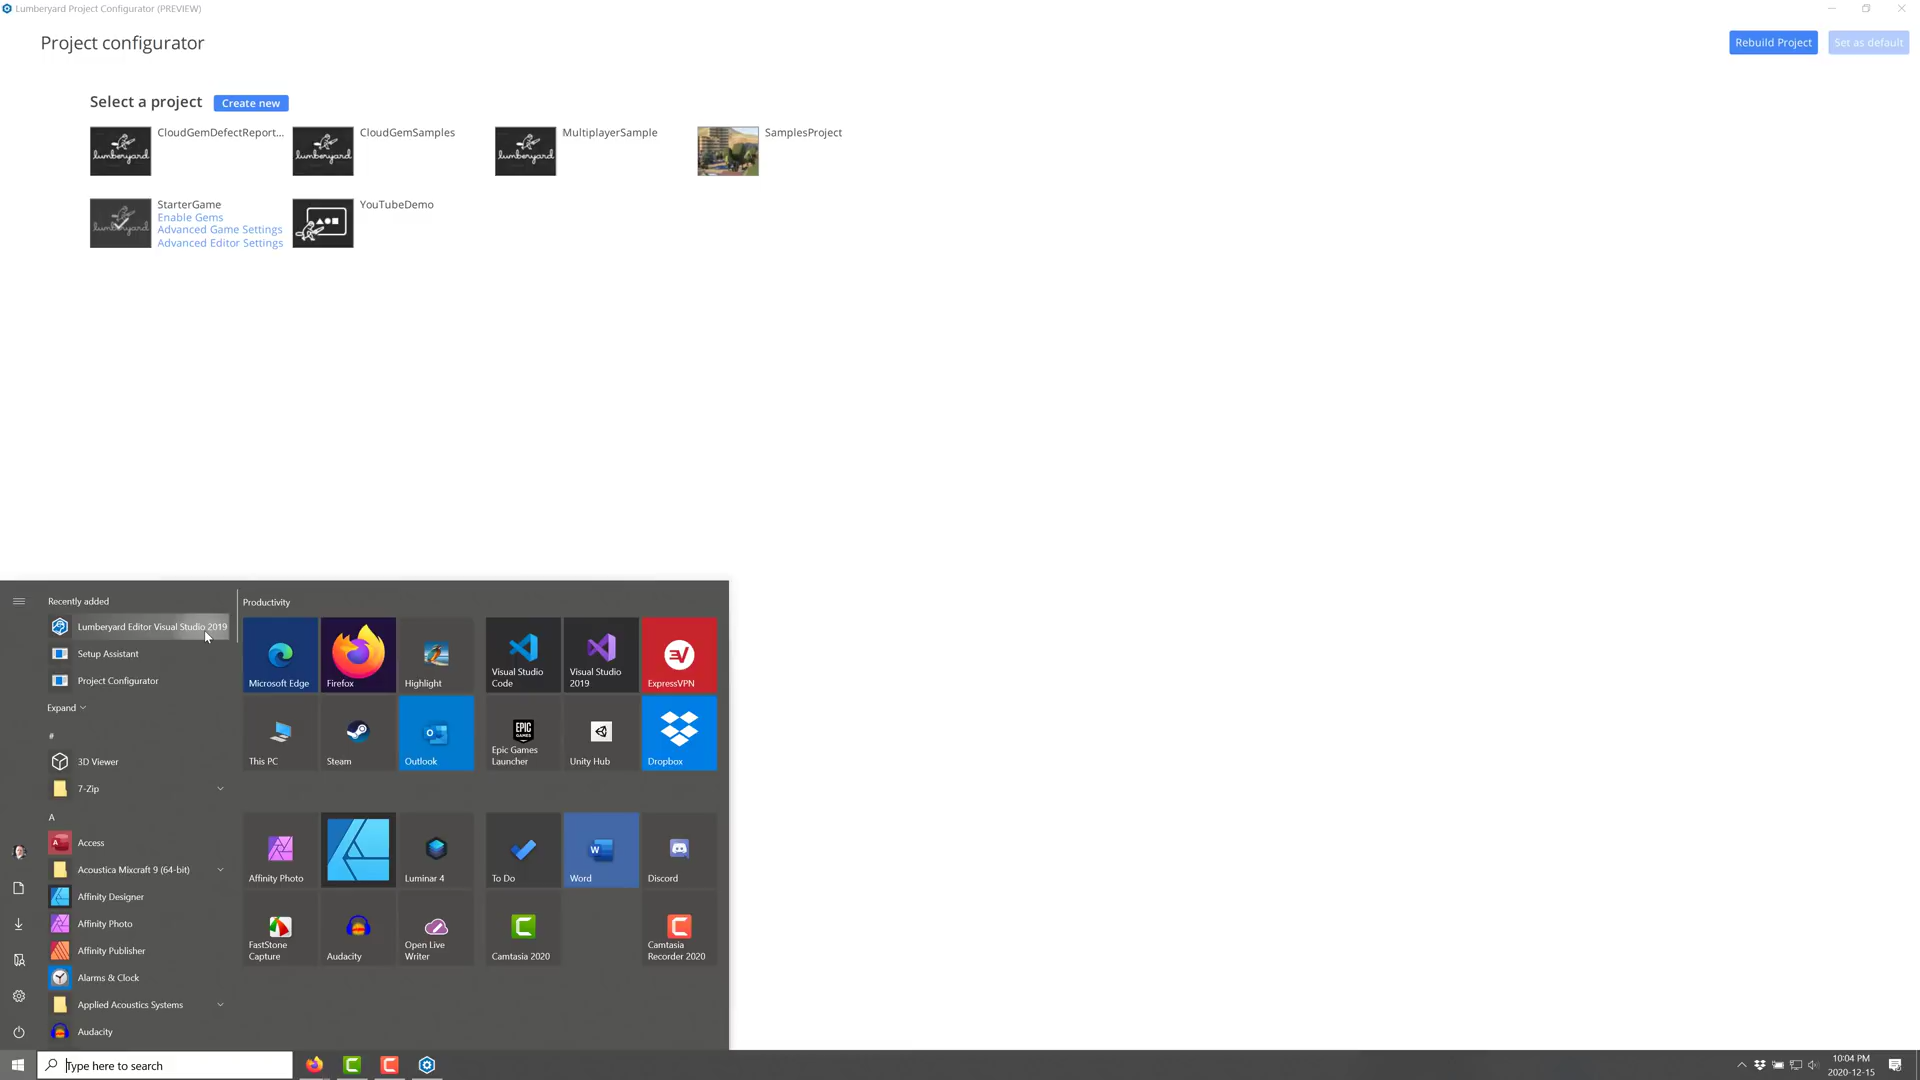 Lumberyard Project Configurator (PREVIEW)
Project configurator
Rebuild Project
Set as default
Select a project
Create new
CloudGemDefectReport...
CloudGemSamples
MultiplayerSample
SamplesProject
lumberyard
lumberyard
lumberyard
StarterGame
Enable Gems
Advanced Game Settings
Advanced Editor Settings
YouTubeDemo
lumberyard
Recently added
Lumberyard Editor Visual Studio 2019
Setup Assistant
Project Configurator
Expand
#
3D Viewer
7-Zip
A
Access
Acoustica Mixcraft 9 (64-bit)
Affinity Designer
Affinity Photo
Affinity Publisher
Alarms & Clock
Applied Acoustics Systems
Audacity
Productivity
Microsoft Edge
Firefox
Highlight
Visual Studio
Code
Visual Studio
2019
ExpressVPN
This PC
Steam
Outlook
EPIC
GAMES
Epic Games
Launcher
Unity Hub
Dropbox
Affinity Photo
Luminar 4
To Do
Word
Discord
FastStone
Capture
Audacity
Open Live
Writer
Camtasia 2020
Camtasia
Recorder 2020
Type here to search
10:04 PM
2020-12-15